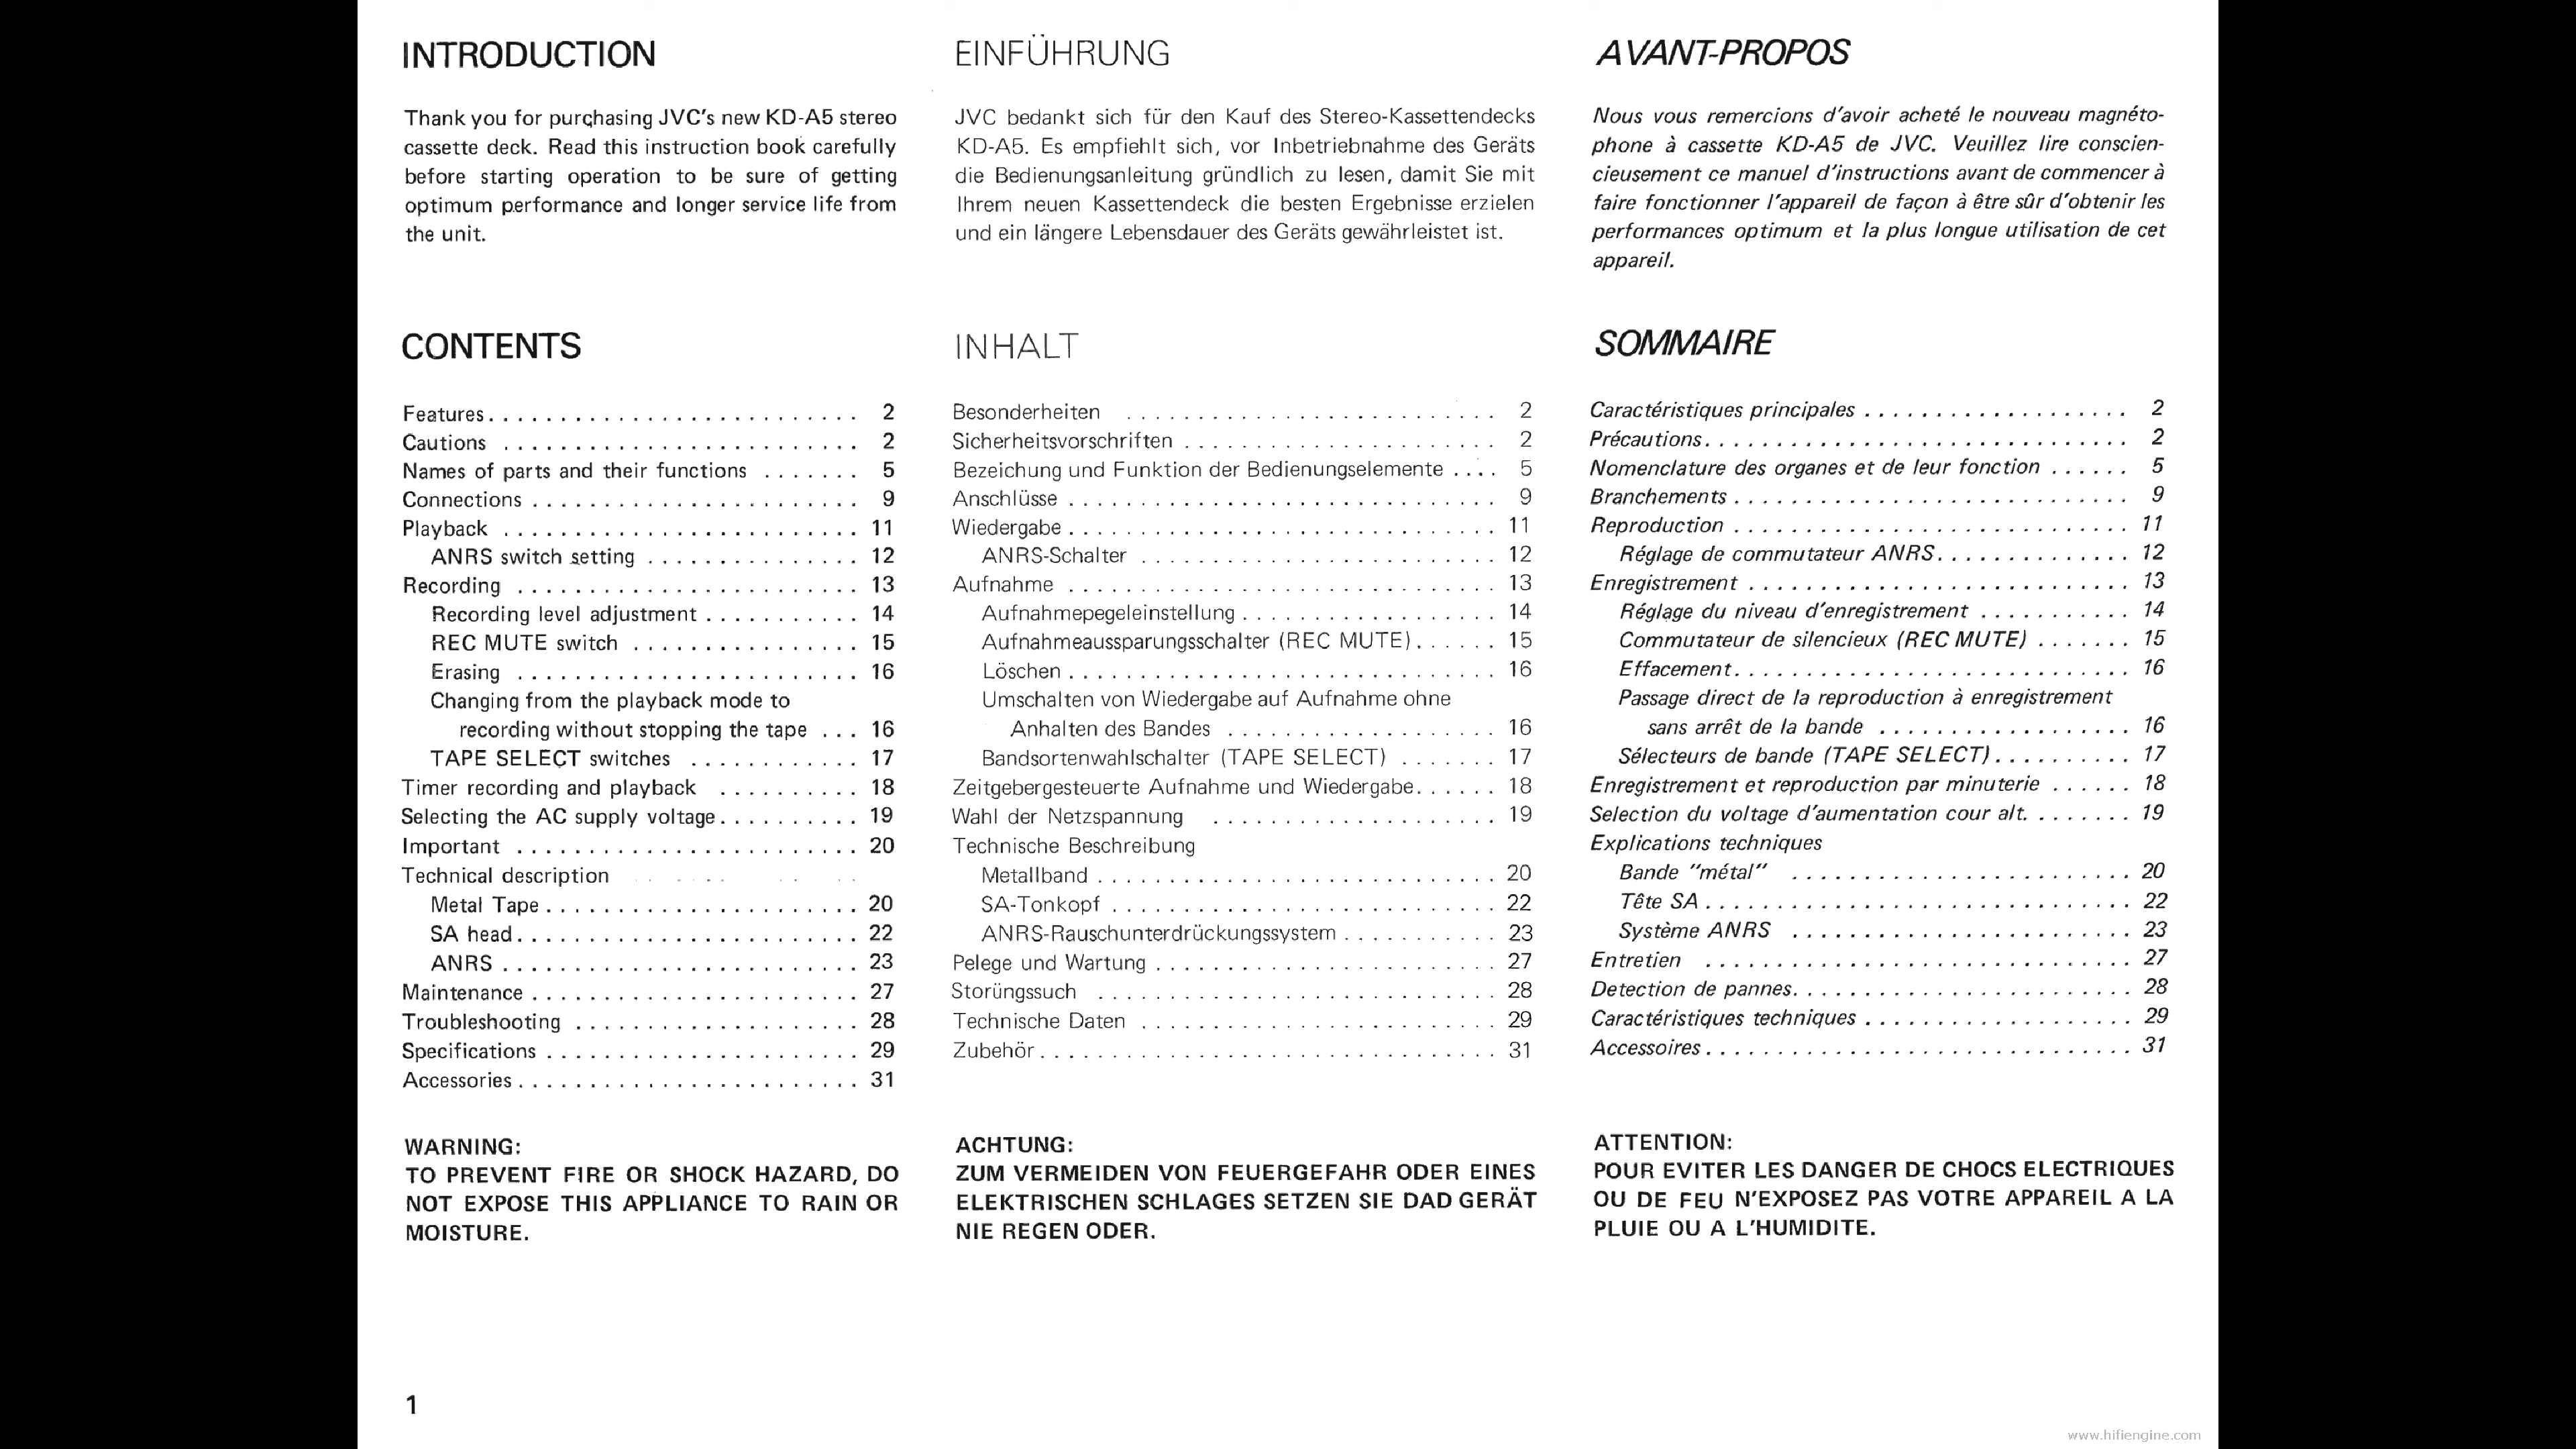 INTRODUCTION
Thank you for purchasing JVC's new KD-A5 stereo
cassette deck. Read this instruction book carefully
before starting operation to be sure of getting
optimum performance and longer service life from
the unit.
CONTENTS
Features. . . . . . . . . . . . . . . . . . . . . . . . . . 2
Cautions . . . . . . . . . . . . . . . . . . . . . . . . . 2
Names of parts and their functions . . . . . . . 5
Connections . . . . . . . . . . . . . . . . . . . . . . . 9
Playback . . . . . . . . . . . . . . . . . . . . . . . . . 11
ANRS switch setting . . . . . . . . . . . . . . . 12
Recording . . . . . . . . . . . . . . . . . . . . . . . . 13
Recording level adjustment . . . . . . . . . . . 14
REC MUTE switch . . . . . . . . . . . . . . . . 15
Erasing . . . . . . . . . . . . . . . . . . . . . . . . 16
Changing from the playback mode to
recording without stopping the tape . . . 16
TAPE SELECT switches . . . . . . . . . . . . 17
Timer recording and playback . . . . . . . . . . 18
Selecting the AC supply voltage. . . . . . . . . . 19
Important . . . . . . . . . . . . . . . . . . . . . . . . 20
Technical description
Metal Tape . . . . . . . . . . . . . . . . . . . . . . 20
SA head. . . . . . . . . . . . . . . . . . . . . . . . 22
ANRS . . . . . . . . . . . . . . . . . . . . . . . . . 23
Maintenance . . . . . . . . . . . . . . . . . . . . . . . 27
Troubleshooting . . . . . . . . . . . . . . . . . . . . 28
Specifications . . . . . . . . . . . . . . . . . . . . . . 29
Accessories . . . . . . . . . . . . . . . . . . . . . . . . 31
WARNING:
TO PREVENT FIRE OR SHOCK HAZARD, DO
NOT EXPOSE THIS APPLIANCE TO RAIN OR
MOISTURE.
1
EINFÜHRUNG
JVC bedankt sich für den Kauf des Stereo-Kassettendecks
KD-A5. Es empfiehlt sich, vor Inbetriebnahme des Geräts
die Bedienungsanleitung gründlich zu lesen, damit Sie mit
Ihrem neuen Kassettendeck die besten Ergebnisse erzielen
und ein längere Lebensdauer des Geräts gewährleistet ist.
INHALT
Besonderheiten . . . . . . . . . . . . . . . . . . . . . . . . . . 2
Sicherheitsvorschriften . . . . . . . . . . . . . . . . . . . . . . 2
Bezeichung und Funktion der Bedienungselemente . . . . 5
Anschlüsse . . . . . . . . . . . . . . . . . . . . . . . . . . . . . . 9
Wiedergabe . . . . . . . . . . . . . . . . . . . . . . . . . . . . . . 11
ANRS-Schalter . . . . . . . . . . . . . . . . . . . . . . . . . 12
Aufnahme . . . . . . . . . . . . . . . . . . . . . . . . . . . . . . 13
Aufnahmepegeleinstellung . . . . . . . . . . . . . . . . . . 14
Aufnahmeaussparungsschalter (REC MUTE). . . . . . 15
Löschen . . . . . . . . . . . . . . . . . . . . . . . . . . . . . . 16
Umschalten von Wiedergabe auf Aufnahme ohne
Anhalten des Bandes . . . . . . . . . . . . . . . . . . . 16
Bandsortenwahlschalter (TAPE SELECT) . . . . . . . 17
Zeitgebergesteuerte Aufnahme und Wiedergabe. . . . . . 18
Wahl der Netzspannung . . . . . . . . . . . . . . . . . . . . 19
Technische Beschreibung
Metallband . . . . . . . . . . . . . . . . . . . . . . . . . . . . 20
SA-Tonkopf . . . . . . . . . . . . . . . . . . . . . . . . . . . 22
ANRS-Rauschunterdrückungssystem . . . . . . . . . . . 23
Pelege und Wartung . . . . . . . . . . . . . . . . . . . . . . . . 27
Storüngssuch . . . . . . . . . . . . . . . . . . . . . . . . . . . . 28
Technische Daten . . . . . . . . . . . . . . . . . . . . . . . . . 29
Zubehör . . . . . . . . . . . . . . . . . . . . . . . . . . . . . . . . 31
ACHTUNG:
ZUM VERMEIDEN VON FEUERGEFAHR ODER EINES
ELEKTRISCHEN SCHLAGES SETZEN SIE DAD GERÄT
NIE REGEN ODER.
AVANT-PROPOS
Nous vous remercions d'avoir acheté le nouveau magnéto-
phone à cassette KD-A5 de JVC. Veuillez lire conscien-
cieusement ce manuel d'instructions avant de commencer à
faire fonctionner l'appareil de façon à être sûr d'obtenir les
performances optimum et la plus longue utilisation de cet
appareil.
SOMMAIRE
Caractéristiques principales . . . . . . . . . . . . . . . . . . . 2
Précautions. . . . . . . . . . . . . . . . . . . . . . . . . . . . . . 2
Nomenclature des organes et de leur fonction . . . . . . 5
Branchements . . . . . . . . . . . . . . . . . . . . . . . . . . . . 9
Reproduction . . . . . . . . . . . . . . . . . . . . . . . . . . . . 11
Réglage de commutateur ANRS. . . . . . . . . . . . . . 12
Enregistrement . . . . . . . . . . . . . . . . . . . . . . . . . . . 13
Réglage du niveau d'enregistrement . . . . . . . . . . . 14
Commutateur de silencieux (REC MUTE) . . . . . . . 15
Effacement. . . . . . . . . . . . . . . . . . . . . . . . . . . . 16
Passage direct de la reproduction à enregistrement
sans arrêt de la bande . . . . . . . . . . . . . . . . . . 16
Sélecteurs de bande (TAPE SELECT). . . . . . . . . . 17
Enregistrement et reproduction par minuterie . . . . . . 18
Selection du voltage d'aumentation cour alt. . . . . . . . 19
Explications techniques
Bande "métal" . . . . . . . . . . . . . . . . . . . . . . . . 20
Tête SA . . . . . . . . . . . . . . . . . . . . . . . . . . . . . . 22
Système ANRS . . . . . . . . . . . . . . . . . . . . . . . . 23
Entretien . . . . . . . . . . . . . . . . . . . . . . . . . . . . . . 27
Detection de pannes. . . . . . . . . . . . . . . . . . . . . . . . 28
Caractéristiques techniques . . . . . . . . . . . . . . . . . . . 29
Accessoires . . . . . . . . . . . . . . . . . . . . . . . . . . . . . . 31
ATTENTION:
POUR EVITER LES DANGER DE CHOCS ELECTRIQUES
OU DE FEU N'EXPOSEZ PAS VOTRE APPAREIL A LA
PLUIE OU A L'HUMIDITE.
www.hifiengine.com